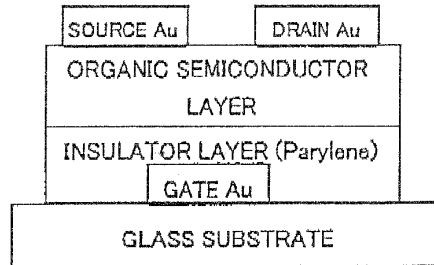 SOURCE Au
DRAIN Au
ORGANIC SEMICONDUCTOR
LAYER
INSULATOR LAYER (Parylene)
GATE Au
GLASS SUBSTRATE